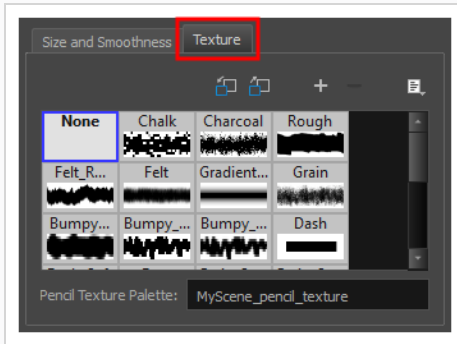 Size and Smoothness Texture
None Chalk Charcoal Rough
Felt_R... Felt Gradient... Grain
Bumpy... Bumpy_... Bumpy_... Dash
Pencil Texture Palette: MyScene_pencil_texture